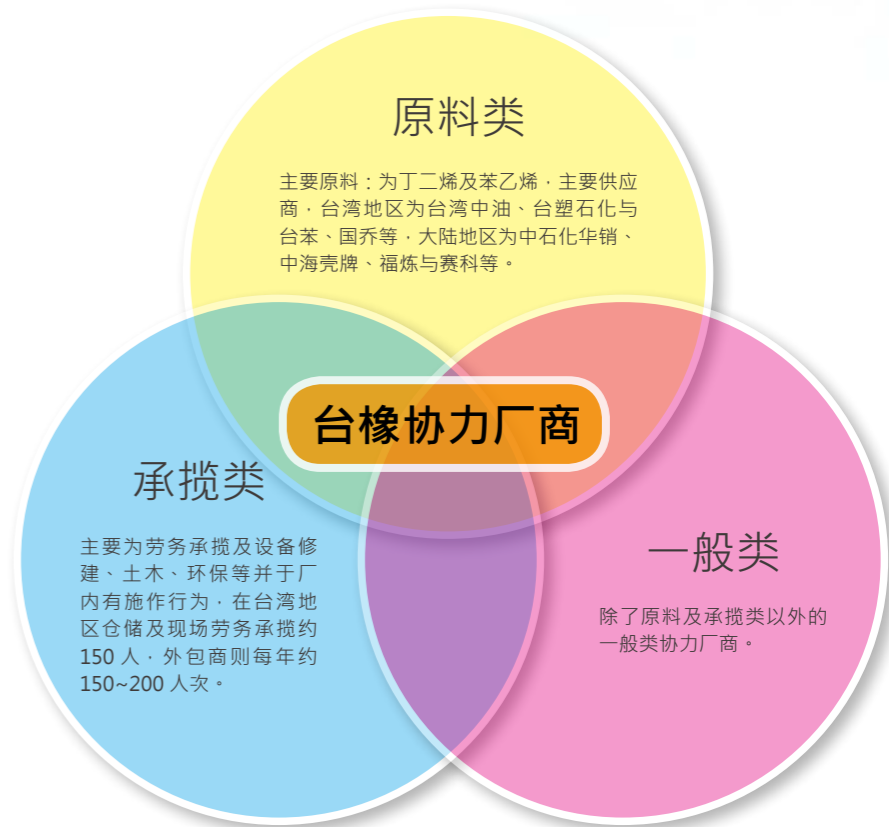 原料类
主要原料：为丁二烯及苯乙烯，主要供应
商，台湾地区为台湾中油、台塑石化与
台苯、国乔等，大陆地区为中石化华销、
中海壳牌、福炼与赛科等。
台橡协力厂商
承揽类
主要为劳务承揽及设备修
建、土木、环保等并于厂
内有施作行为，在台湾地
区仓储及现场劳务承揽约
150 人，外包商则每年约
150~200 人次。
一般类
除了原料及承揽类以外的
一般类协力厂商。